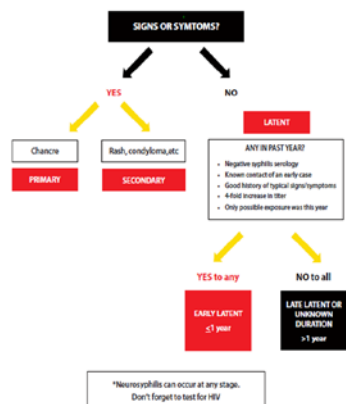 SIGNS OR SYMTOMS?
YES
NO
Chancre
PRIMARY
Rash, condyloma,etc
SECONDARY
LATENT
ANY IN PAST YEAR?
• Negative syphilis serology
• Known contact of an early case
• Good history of typical signs/symptoms
• 4-fold increase in titer
• Only possible exposure was this year
YES to any
NO to all
EARLY LATENT
≤1 year
LATE LATENT OR
UNKNOWN
DURATION
>1 year
*Neurosyphilis can occur at any stage.
Don't forget to test for HIV